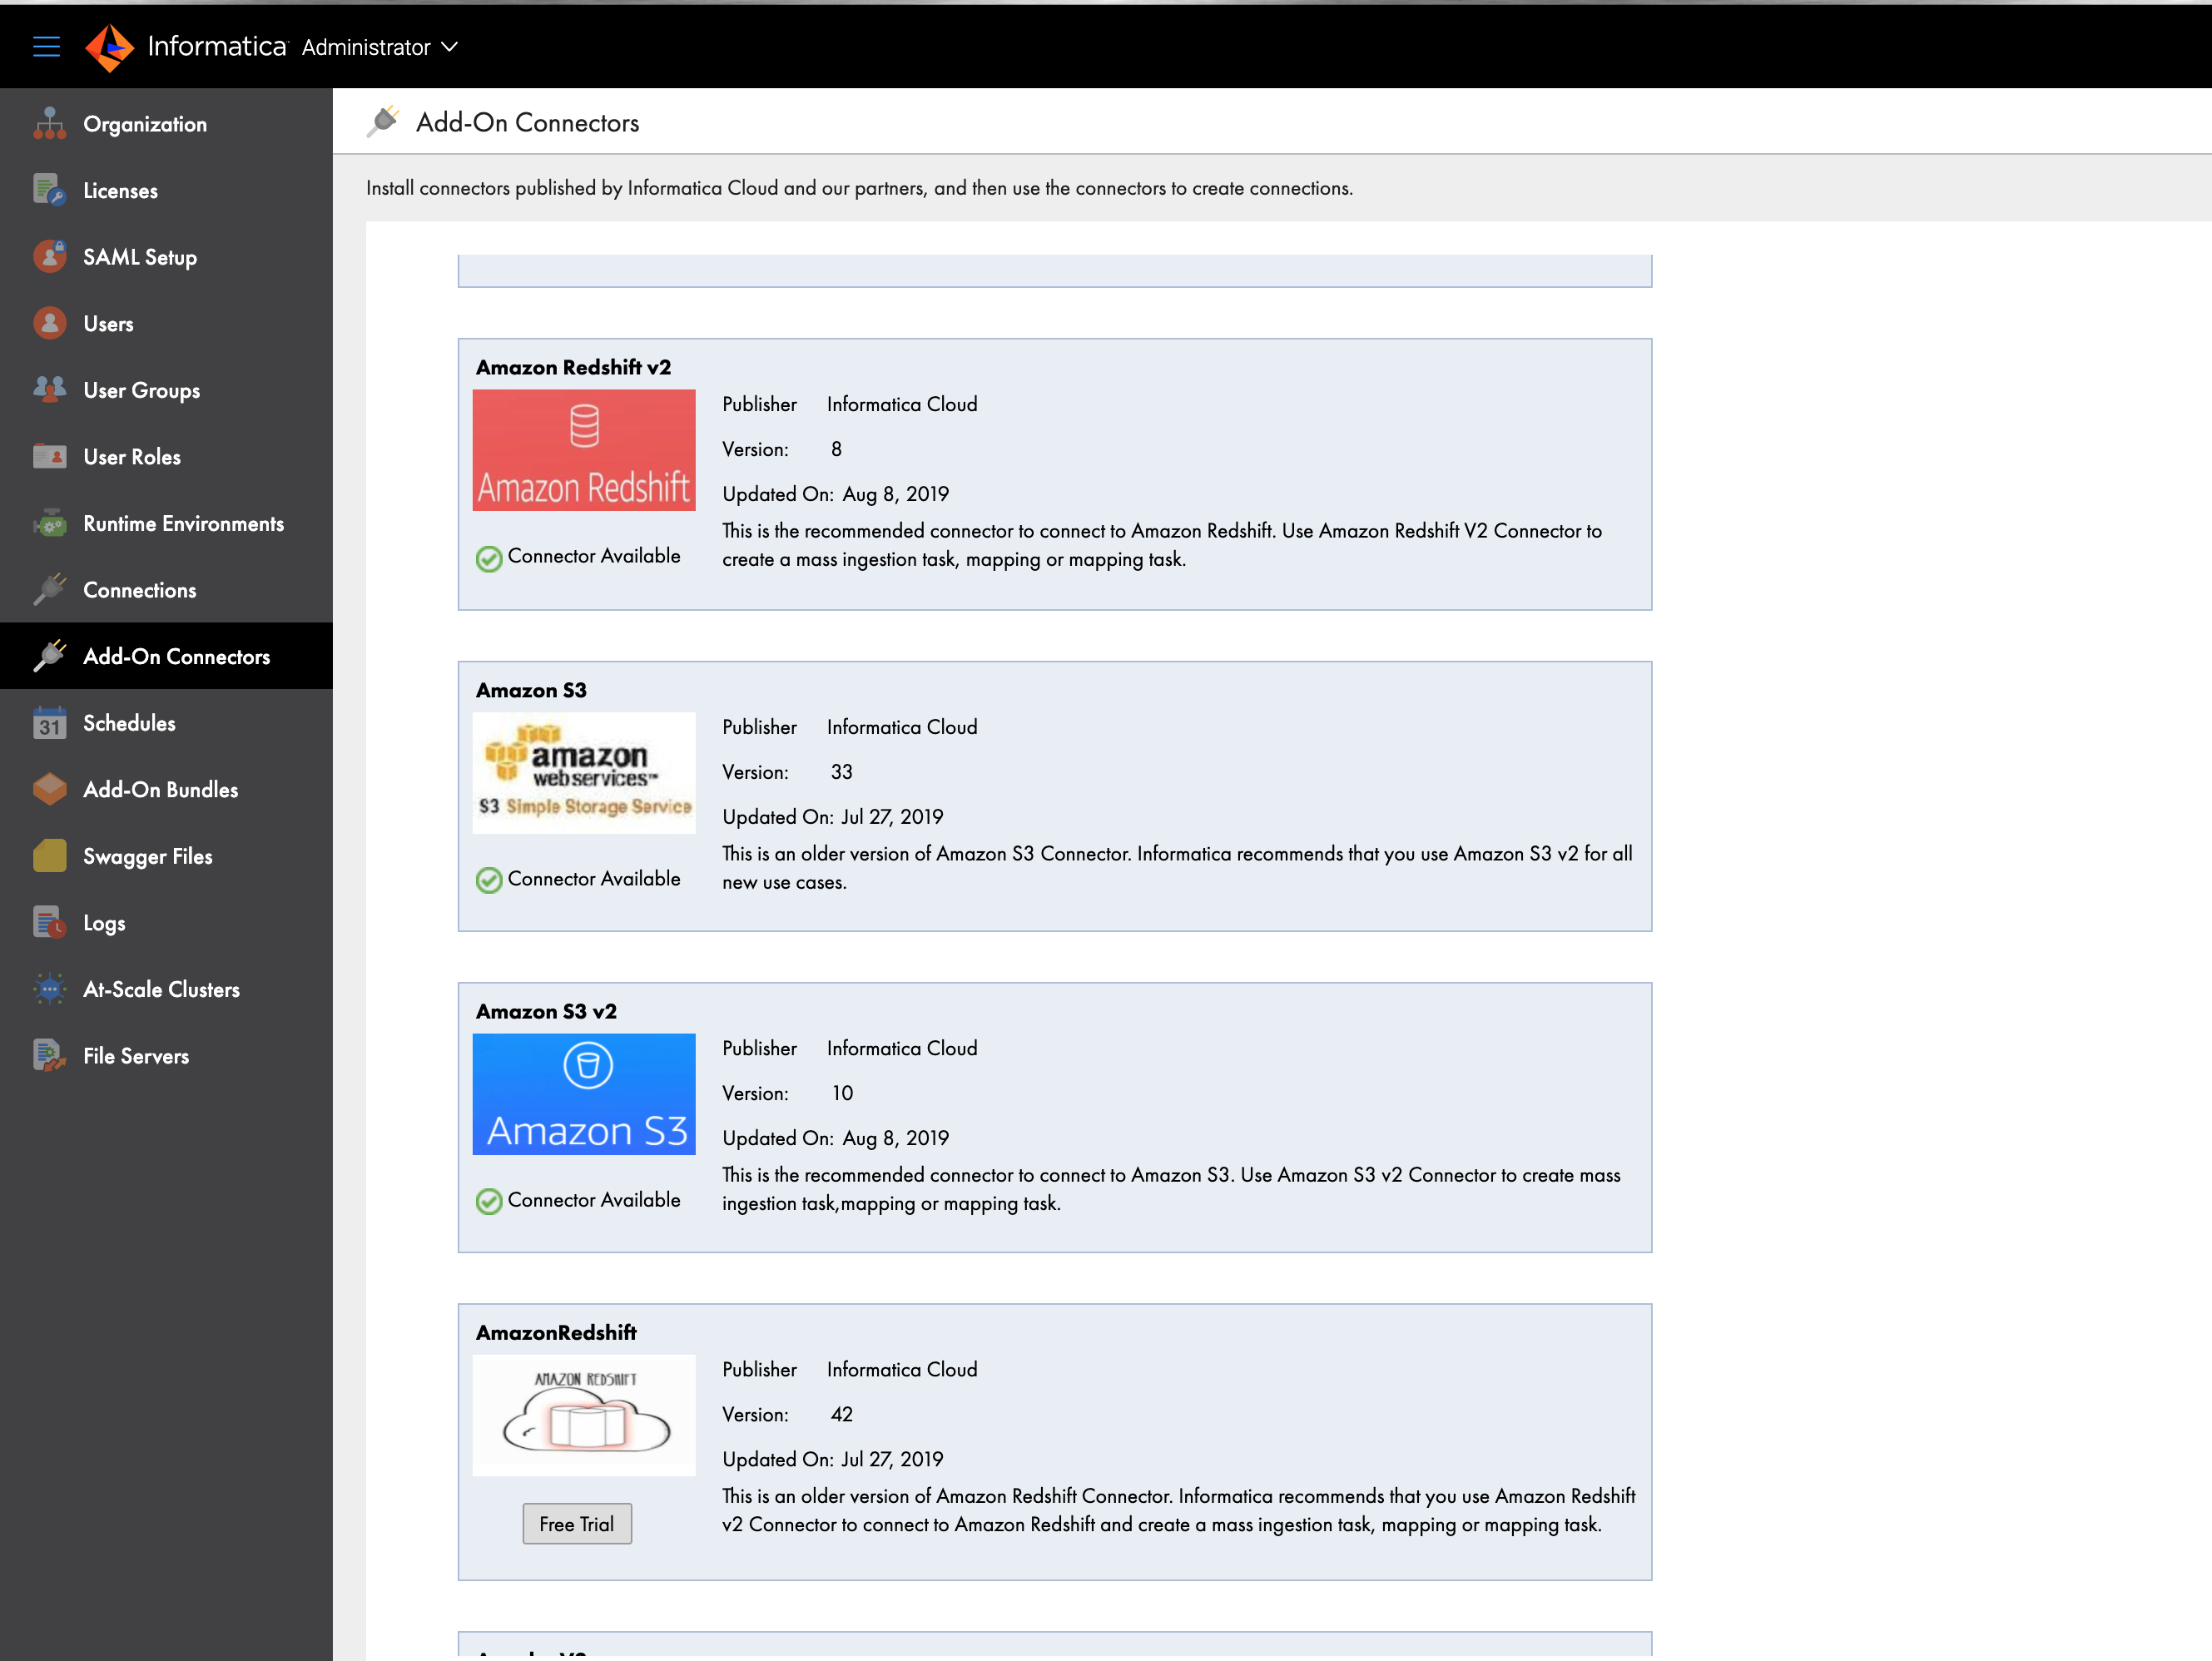 Informatica Administrator
Organization
Licenses
SAML Setup
Users
User Groups
User Roles
Runtime Environments
Connections
Add-On Connectors
31 Schedules
Add-On Bundles
Swagger Files
Logs
At-Scale Clusters
File Servers
Add-On Connectors
Install connectors published by Informatica Cloud and our partners, and then use the connectors to create connections.
Amazon Redshift v2
Amazon Redshift
Connector Available
Publisher Informatica Cloud
Version: 8
Updated On: Aug 8, 2019
This is the recommended connector to connect to Amazon Redshift. Use Amazon Redshift V2 Connector to
create a mass ingestion task, mapping or mapping task.
Amazon S3
amazon
webservices™
S3 Simple Storage Service
Connector Available
Publisher Informatica Cloud
Version: 33
Updated On: Jul 27, 2019
This is an older version of Amazon S3 Connector. Informatica recommends that you use Amazon S3 v2 for all
new use cases.
Amazon S3 v2
Amazon S3
Connector Available
Publisher Informatica Cloud
Version: 10
Updated On: Aug 8, 2019
This is the recommended connector to connect to Amazon S3. Use Amazon S3 v2 Connector to create mass
ingestion task,mapping or mapping task.
AmazonRedshift
AMAZON REDSHIFT
Free Trial
Publisher Informatica Cloud
Version: 42
Updated On: Jul 27, 2019
This is an older version of Amazon Redshift Connector. Informatica recommends that you use Amazon Redshift
v2 Connector to connect to Amazon Redshift and create a mass ingestion task, mapping or mapping task.